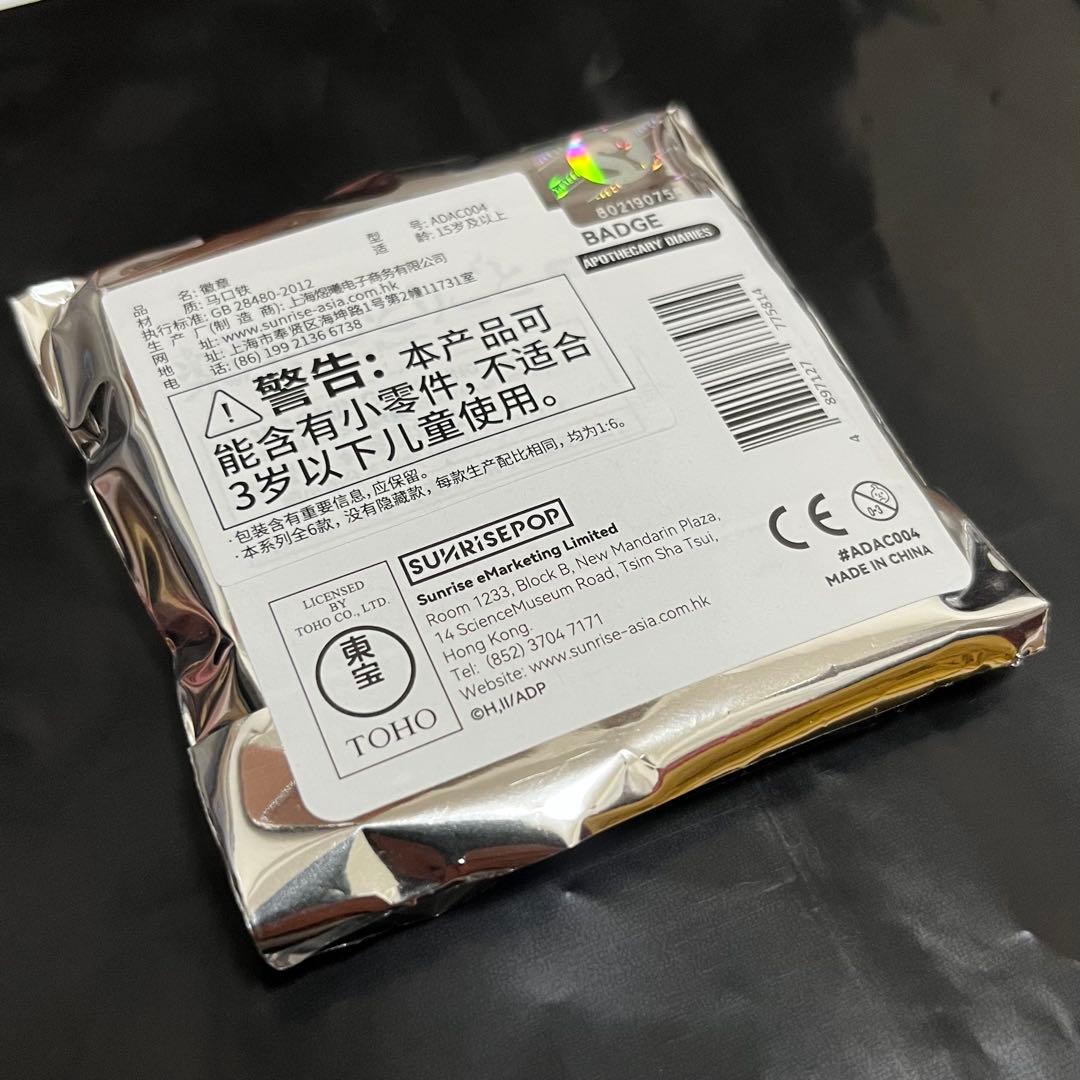 品 名: 徽章
型 号: ADAC004
材 质: 马口铁
适 龄: 15岁及以上
执行标准: GB 28480-2012
生产厂(制造商): 上海煜曦电子商务有限公司
网 址: www.sunrise-asia.com.hk
地 址: 上海市奉贤区海坤路1号第2幢11731室
电 话: (86) 199 2136 6738
警告: 本产品可
能含有小零件,不适合
3岁以下儿童使用。
·包装含有重要信息,应保留。
·本系列全6款,没有隐藏款,每款生产配比相同,均为1:6。
SY
80219075
BADGE
APOTHECARY DIARIES
4 897127 175814
LICENSED
BY
TOHO CO., LTD.
東宝
TOHO
SUNRISEPOP
Sunrise eMarketing Limited
Room 1233, Block B, New Mandarin Plaza,
14 ScienceMuseum Road, Tsim Sha Tsui,
Hong Kong.
Tel: (852) 3704 7171
Website: www.sunrise-asia.com.hk
©H,II/ADP
CE
0-3
#ADAC004
MADE IN CHINA